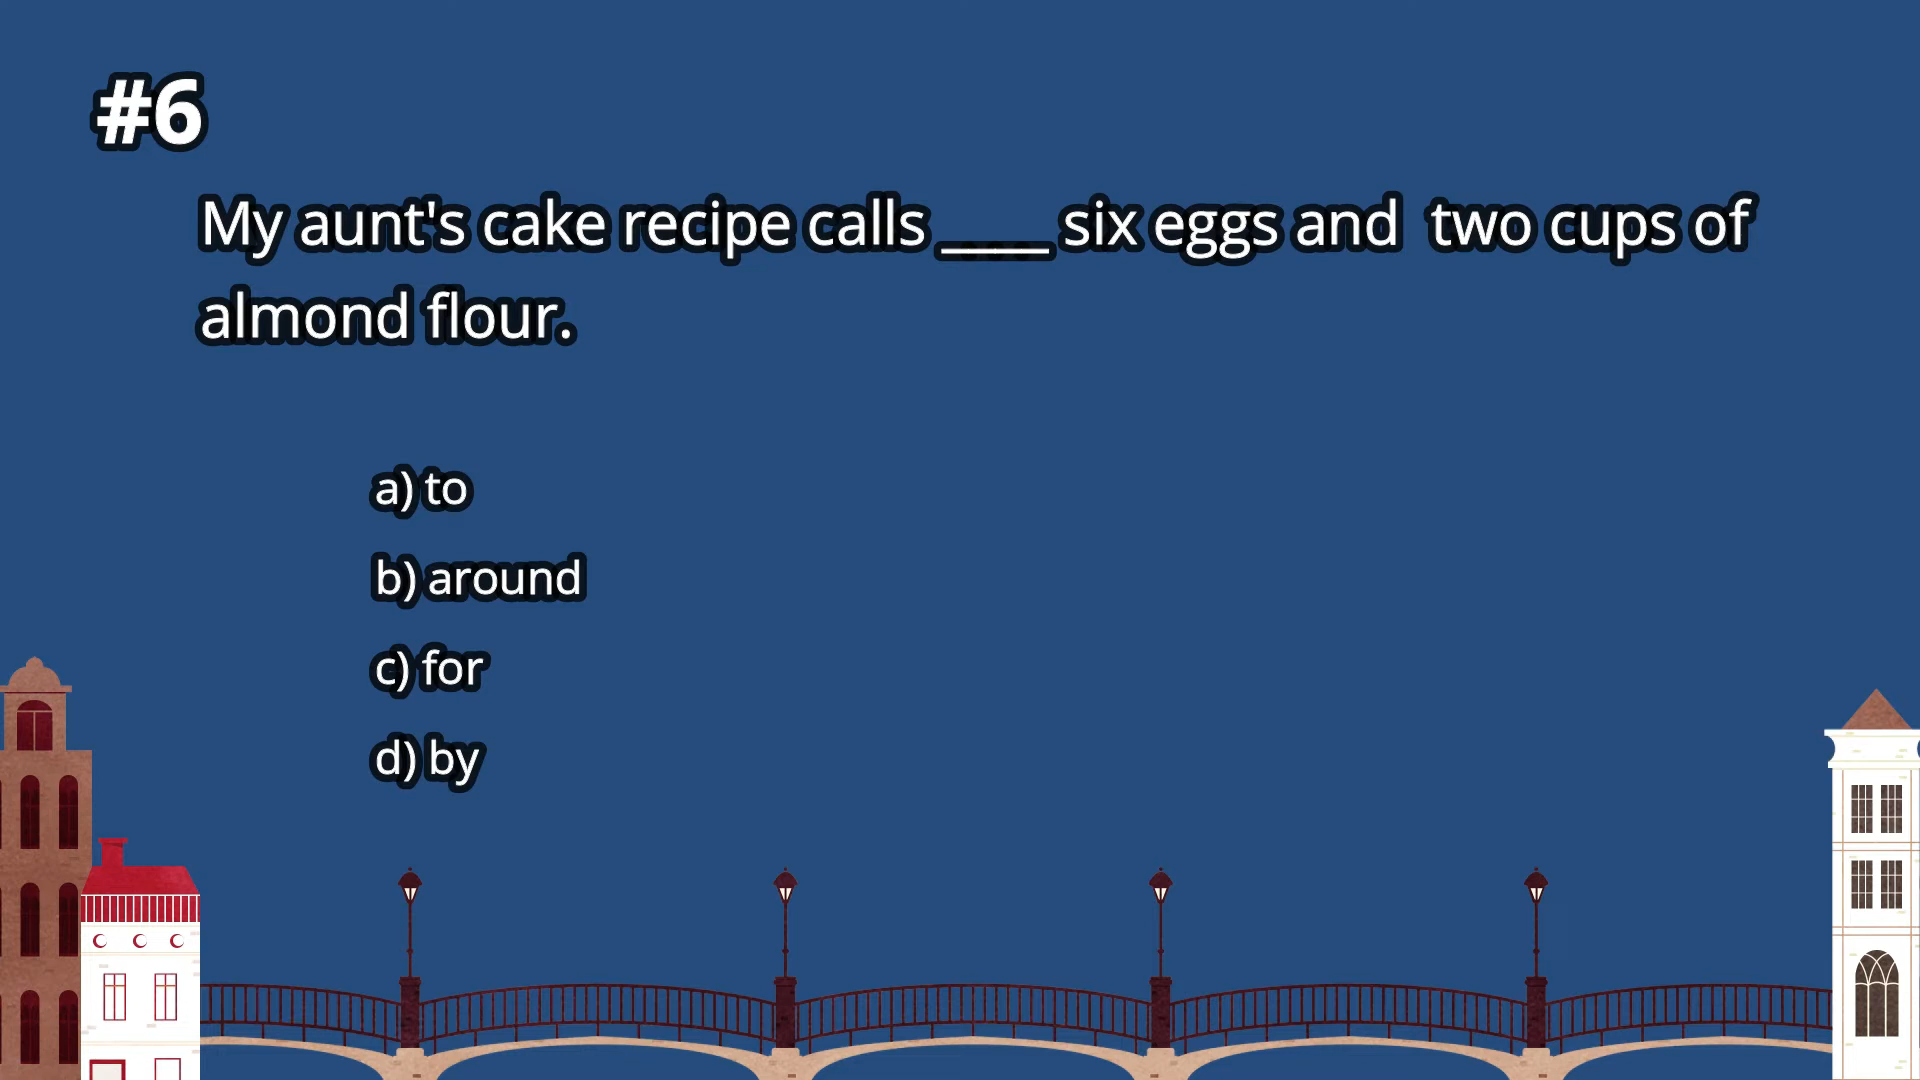 #6
My aunt's cake recipe calls ____ six eggs and  two cups of
almond flour.
a) to
b) around
c) for
d) by